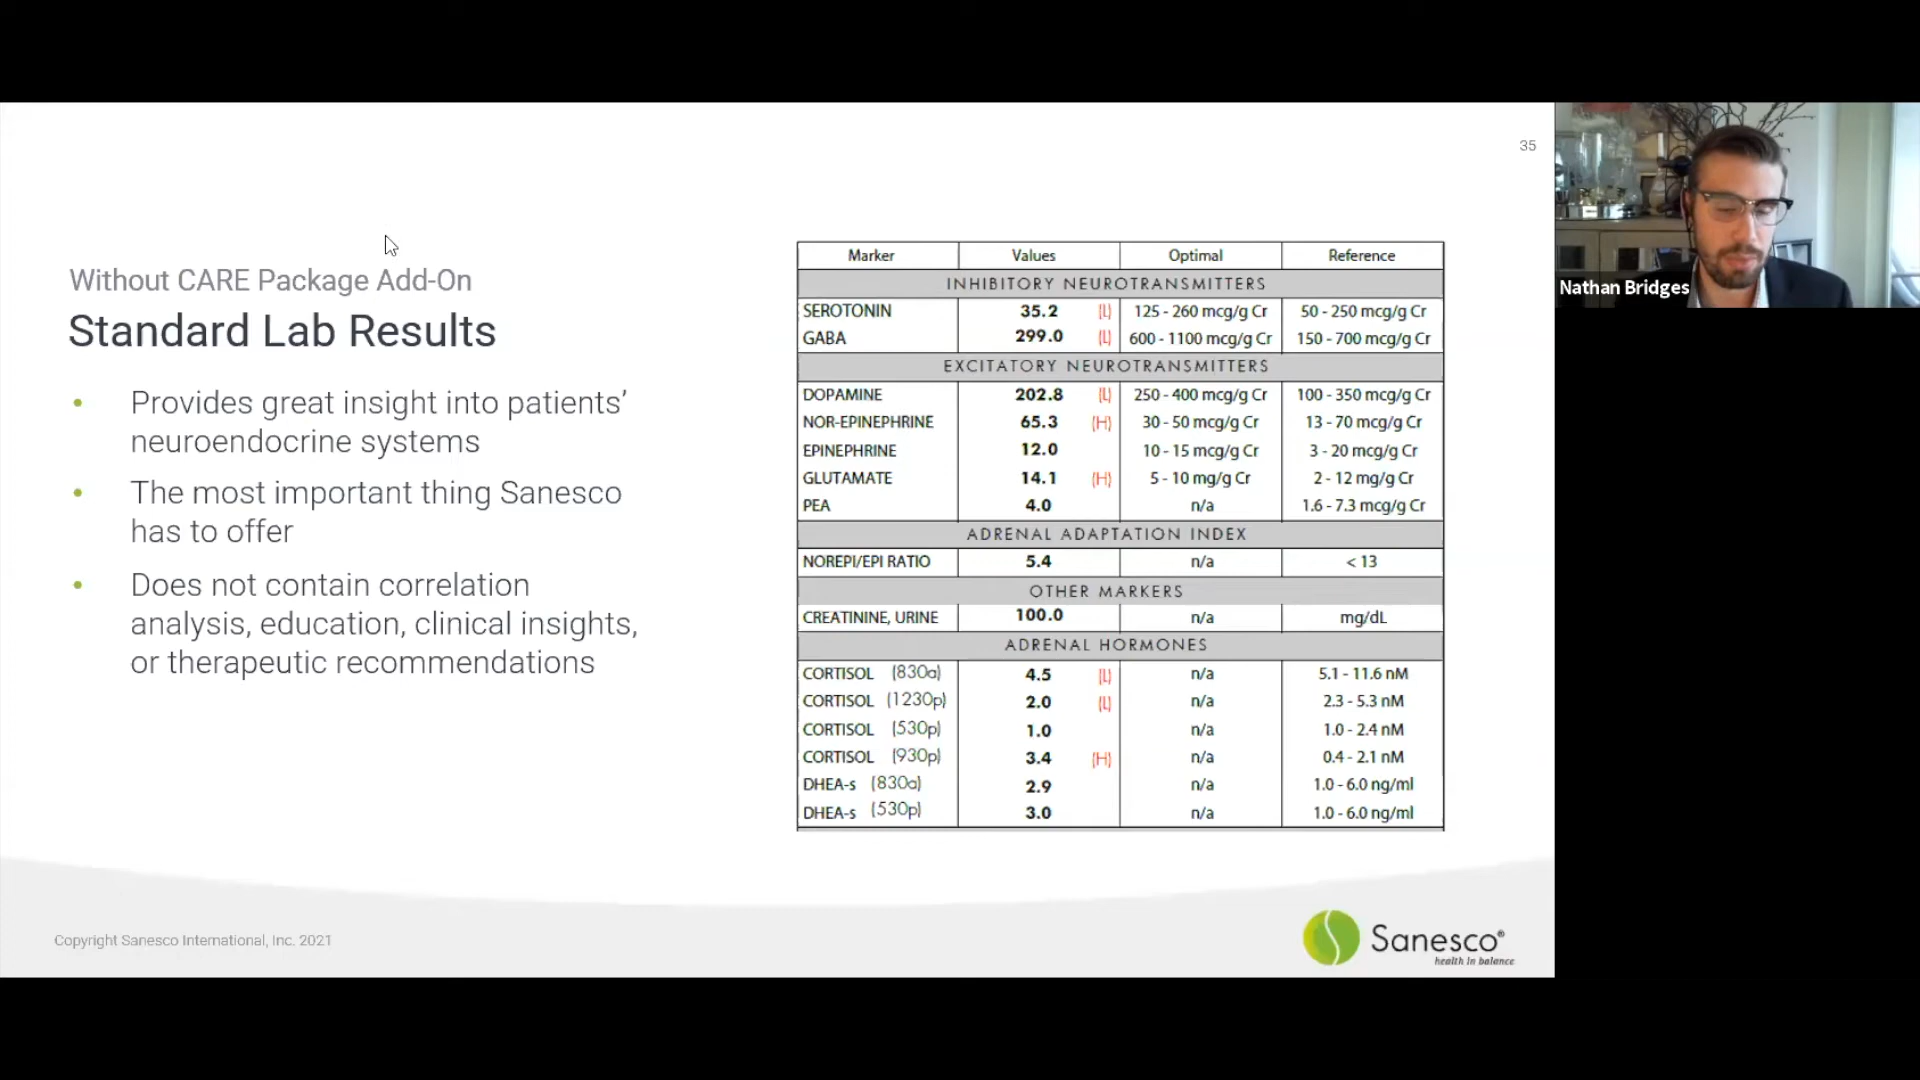 35
Without CARE Package Add-On
Standard Lab Results
• Provides great insight into patients’
neuroendocrine systems
• The most important thing Sanesco
has to offer
• Does not contain correlation
analysis, education, clinical insights,
or therapeutic recommendations
Marker Values Optimal Reference
INHIBITORY NEUROTRANSMITTERS
SEROTONIN 35.2 (L) 125 - 260 mcg/g Cr 50 - 250 mcg/g Cr
GABA 299.0 (L) 600 - 1100 mcg/g Cr 150 - 700 mcg/g Cr
EXCITATORY NEUROTRANSMITTERS
DOPAMINE 202.8 (L) 250 - 400 mcg/g Cr 100 - 350 mcg/g Cr
NOR-EPINEPHRINE 65.3 (H) 30 - 50 mcg/g Cr 13 - 70 mcg/g Cr
EPINEPHRINE 12.0 10 - 15 mcg/g Cr 3 - 20 mcg/g Cr
GLUTAMATE 14.1 (H) 5 - 10 mg/g Cr 2 - 12 mg/g Cr
PEA 4.0 n/a 1.6 - 7.3 mcg/g Cr
ADRENAL ADAPTATION INDEX
NOREPI/EPI RATIO 5.4 n/a < 13
OTHER MARKERS
CREATININE, URINE 100.0 n/a mg/dL
ADRENAL HORMONES
CORTISOL (830a) 4.5 (L) n/a 5.1 - 11.6 nM
CORTISOL (1230p) 2.0 (L) n/a 2.3 - 5.3 nM
CORTISOL (530p) 1.0 n/a 1.0 - 2.4 nM
CORTISOL (930p) 3.4 (H) n/a 0.4 - 2.1 nM
DHEA-s (830a) 2.9 n/a 1.0 - 6.0 ng/ml
DHEA-s (530p) 3.0 n/a 1.0 - 6.0 ng/ml
Nathan Bridges
Copyright Sanesco International, Inc. 2021
Sanesco®
health in balance